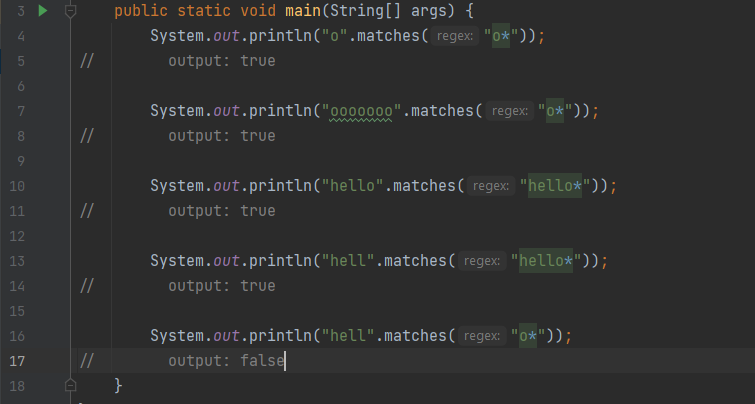 3 public static void main(String[] args) {
4 System.out.println("o".matches( regex: "o*"));
5 // output: true
6
7 System.out.println("ooooooo".matches( regex: "o*"));
8 // output: true
9
10 System.out.println("hello".matches( regex: "hello*"));
11 // output: true
12
13 System.out.println("hell".matches( regex: "hello*"));
14 // output: true
15
16 System.out.println("hell".matches( regex: "o*"));
17 // output: false
18 }